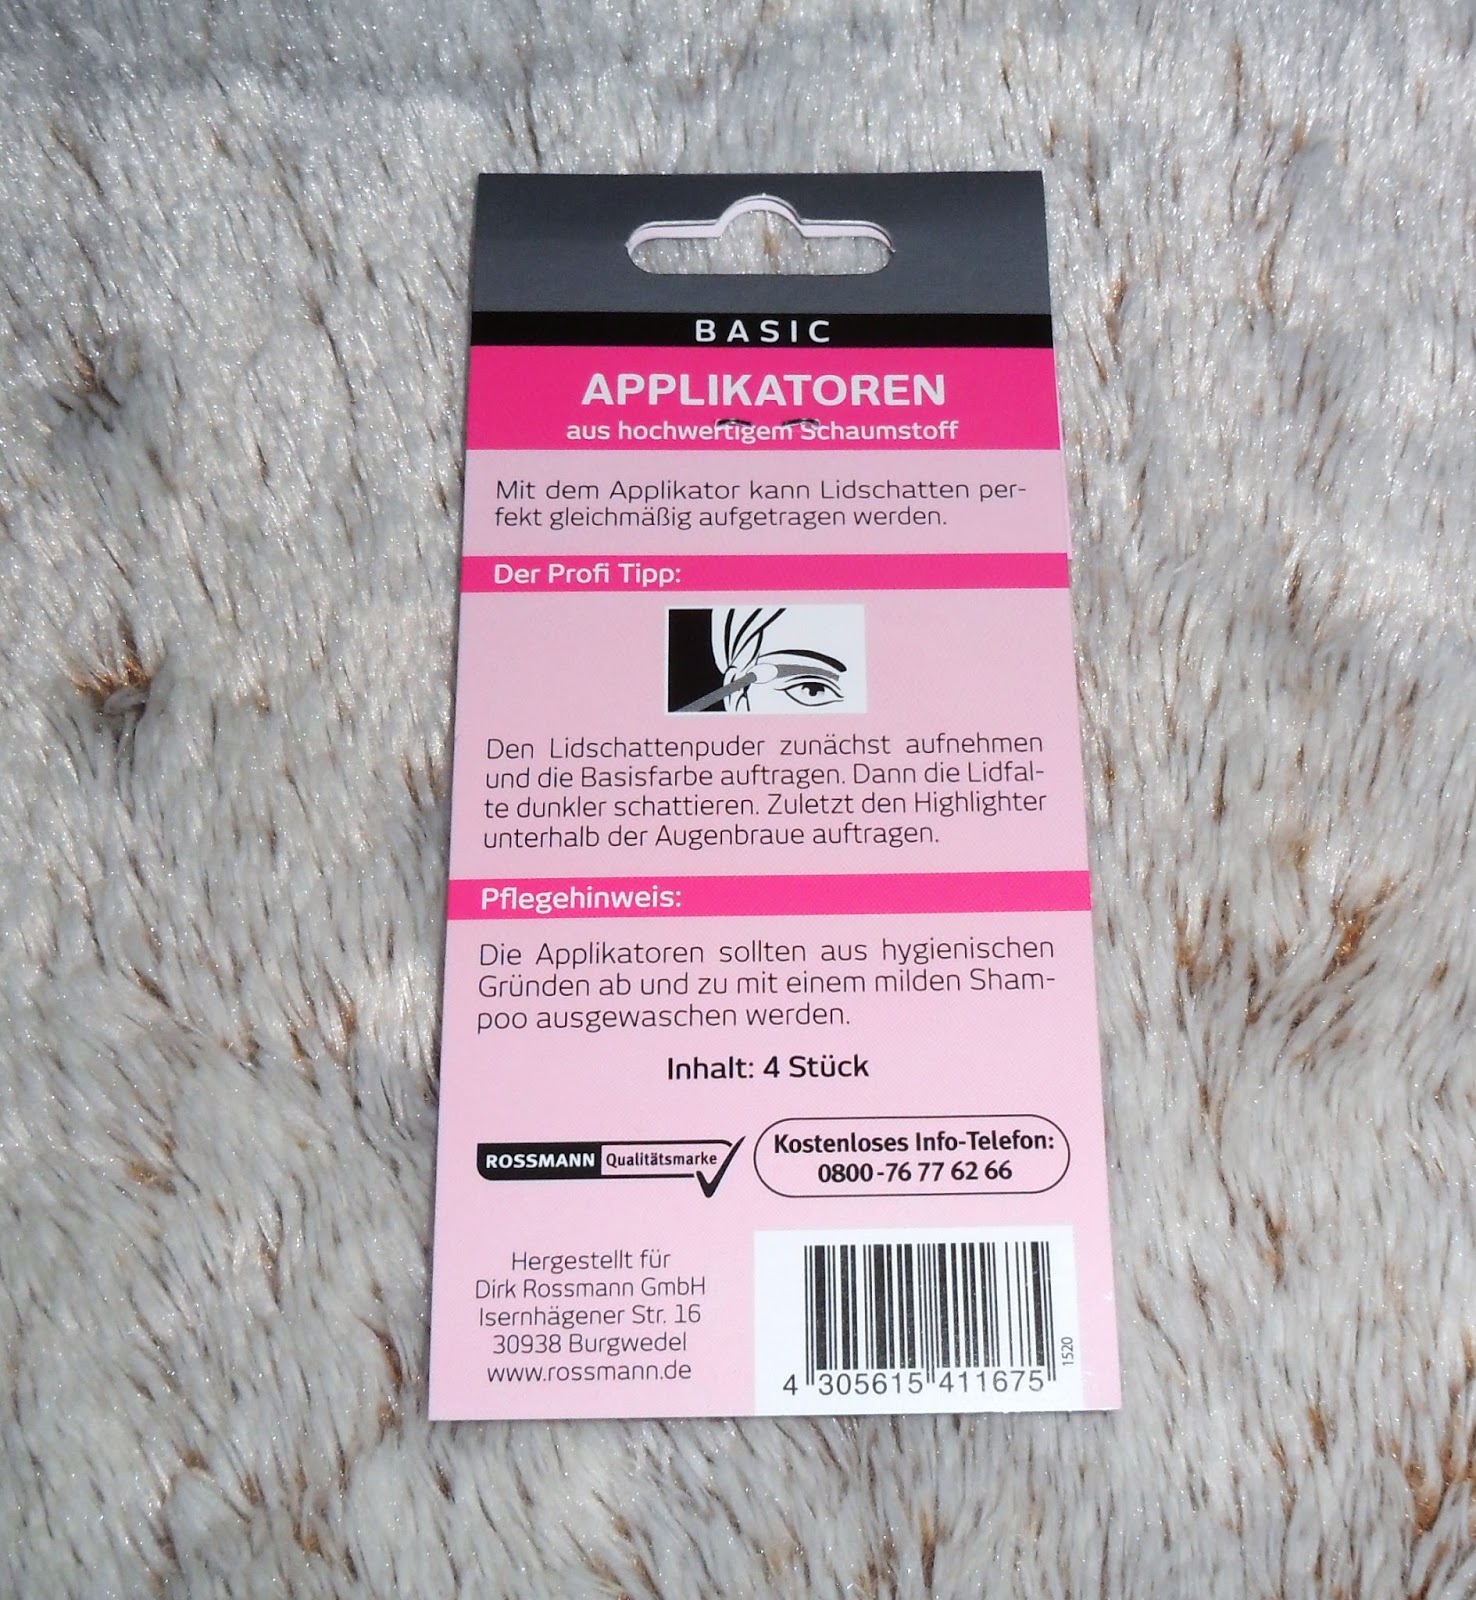 BASIC
APPLIKATOREN
aus hochwertigem Schaumstoff
Mit dem Applikator kann Lidschatten per-
fekt gleichmäßig aufgetragen werden.
Der Profi Tipp:
Den Lidschattenpuder zunächst aufnehmen
und die Basisfarbe auftragen. Dann die Lidfal-
te dunkler schattieren. Zuletzt den Highlighter
unterhalb der Augenbraue auftragen.
Pflegehinweis:
Die Applikatoren sollten aus hygienischen
Gründen ab und zu mit einem milden Sham-
poo ausgewaschen werden.
Inhalt: 4 Stück
ROSSMANN Qualitätsmarke
Kostenloses Info-Telefon:
0800-76 77 62 66
Hergestellt für
Dirk Rossmann GmbH
Isernhägener Str. 16
30938 Burgwedel
www.rossmann.de
1520
4 305615 411675